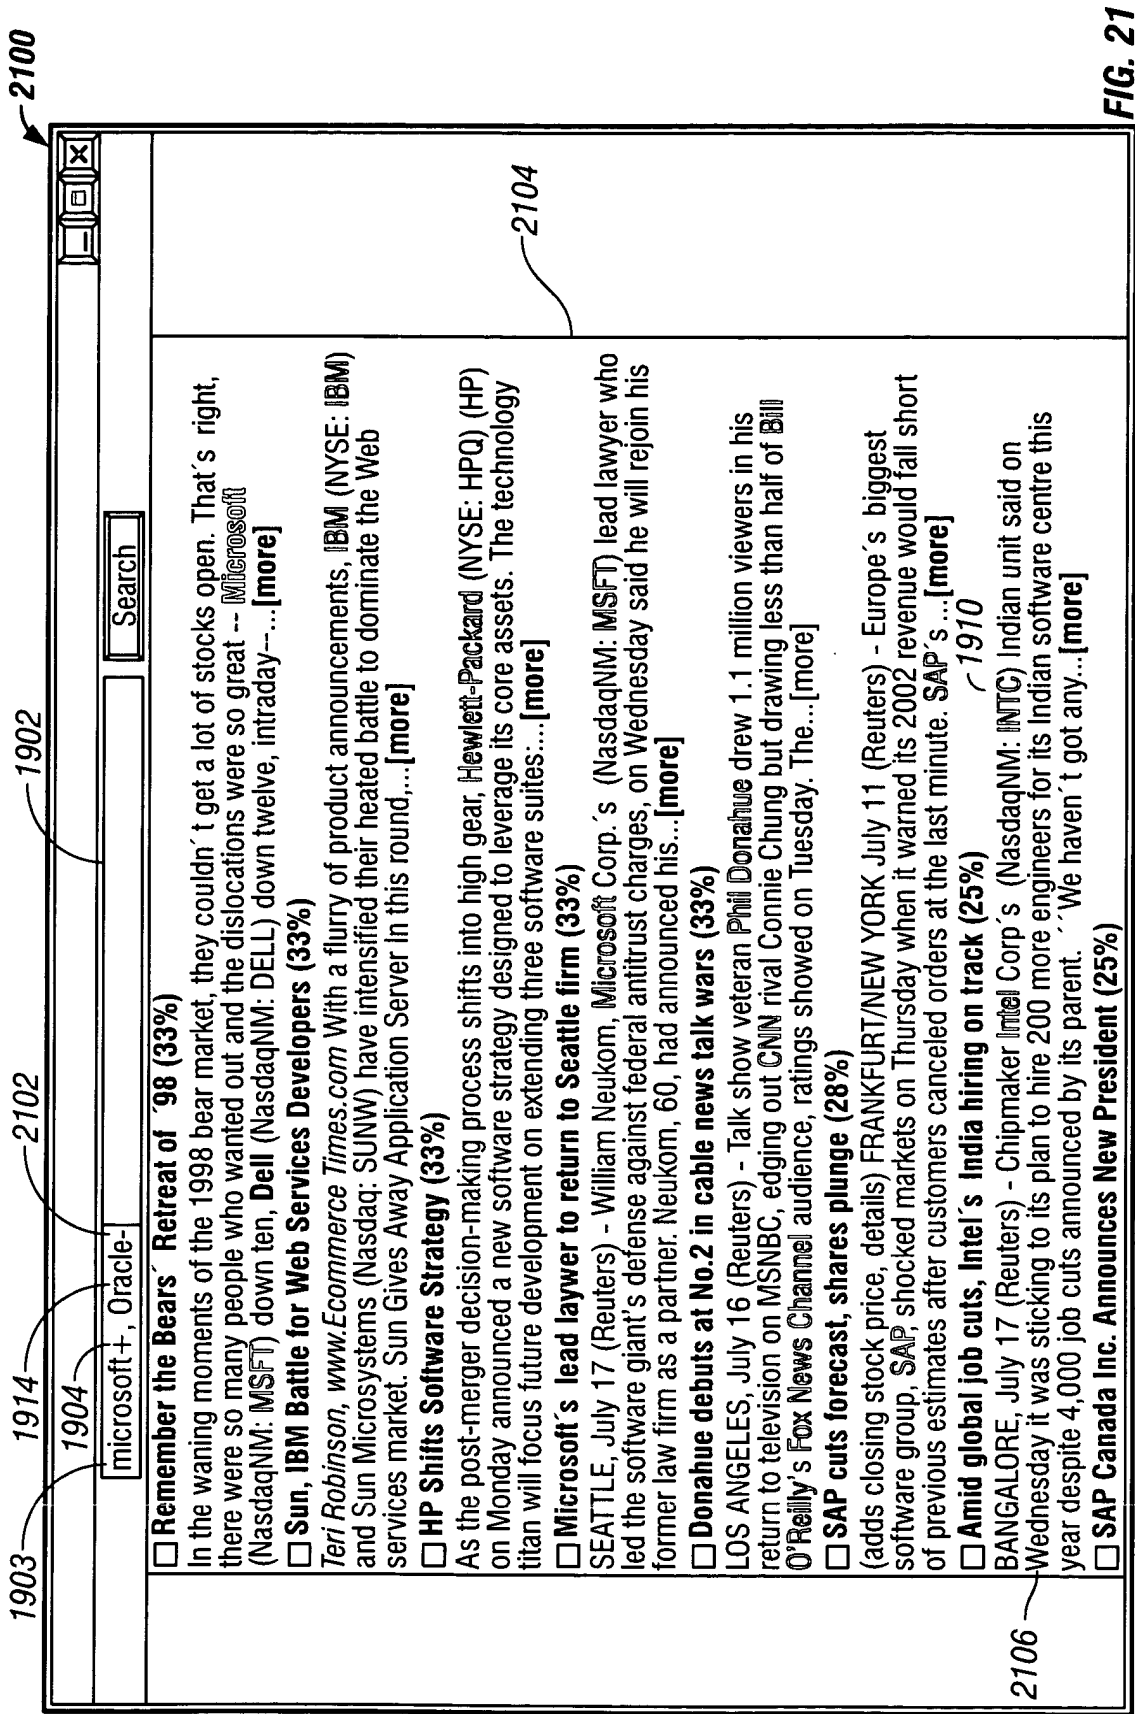 2100
1903
1904
1914
2102
1902
microsoft+, Oracle-
Search
☐ Remember the Bears´ Retreat of ´98 (33%)
In the waning moments of the 1998 bear market, they couldn´t get a lot of stocks open. That´s right,
there were so many people who wanted out and the dislocations were so great -- Microsoft
(NasdaqNM: MSFT) down ten, Dell (NasdaqNM: DELL) down twelve, intraday--...[more]
☐ Sun, IBM Battle for Web Services Developers (33%)
Teri Robinson, www.Ecommerce Times.com With a flurry of product announcements, IBM (NYSE: IBM)
and Sun Microsystems (Nasdaq: SUNW) have intensified their heated battle to dominate the Web
services market. Sun Gives Away Application Server In this round,...[more]
☐ HP Shifts Software Strategy (33%)
As the post-merger decision-making process shifts into high gear, Hewlett-Packard (NYSE: HPQ) (HP)
on Monday announced a new software strategy designed to leverage its core assets. The technology
titan will focus future development on extending three software suites:...[more]
☐ Microsoft´s lead laywer to return to Seattle firm (33%)
SEATTLE, July 17 (Reuters) - William Neukom, Microsoft Corp.´s (NasdaqNM: MSFT) lead lawyer who
led the software giant's defense against federal antitrust charges, on Wednesday said he will rejoin his
former law firm as a partner. Neukom, 60, had announced his...[more]
☐ Donahue debuts at No.2 in cable news talk wars (33%)
LOS ANGELES, July 16 (Reuters) - Talk show veteran Phil Donahue drew 1.1 million viewers in his
return to television on MSNBC, edging out CNN rival Connie Chung but drawing less than half of Bill
O'Reilly's Fox News Channel audience, ratings showed on Tuesday. The...[more]
☐ SAP cuts forecast, shares plunge (28%)
(adds closing stock price, details) FRANKFURT/NEW YORK July 11 (Reuters) - Europe´s biggest
software group, SAP, shocked markets on Thursday when it warned its 2002 revenue would fall short
of previous estimates after customers canceled orders at the last minute. SAP´s...[more]
☐ Amid global job cuts, Intel´s India hiring on track (25%)
1910
BANGALORE, July 17 (Reuters) - Chipmaker Intel Corp´s (NasdaqNM: INTC) Indian unit said on
Wednesday it was sticking to its plan to hire 200 more engineers for its Indian software centre this
year despite 4,000 job cuts announced by its parent. ´´We haven´t got any...[more]
☐ SAP Canada Inc. Announces New President (25%)
2104
2106
FIG. 21